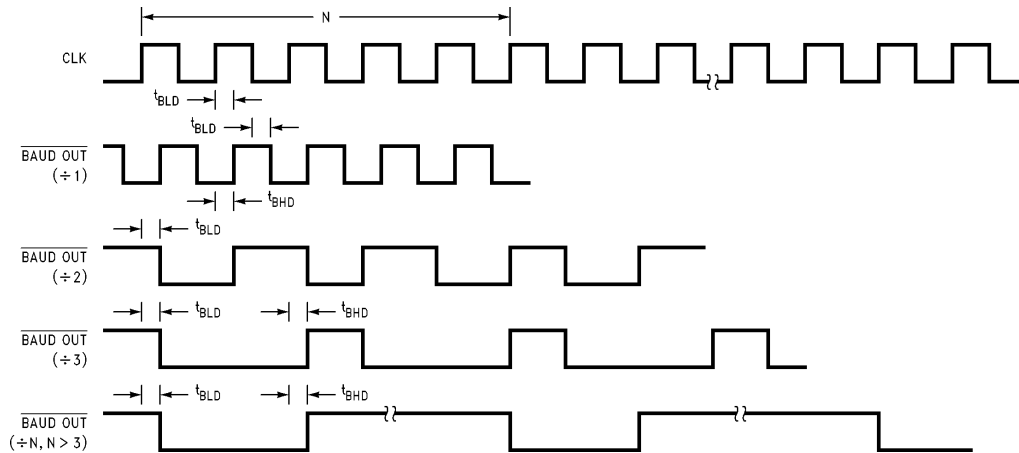 N
CLK
tBLD
tBLD
BAUD OUT
(÷1)
tBHD
tBLD
BAUD OUT
(÷2)
tBLD
tBHD
BAUD OUT
(÷3)
tBLD
tBHD
BAUD OUT
(÷N, N > 3)